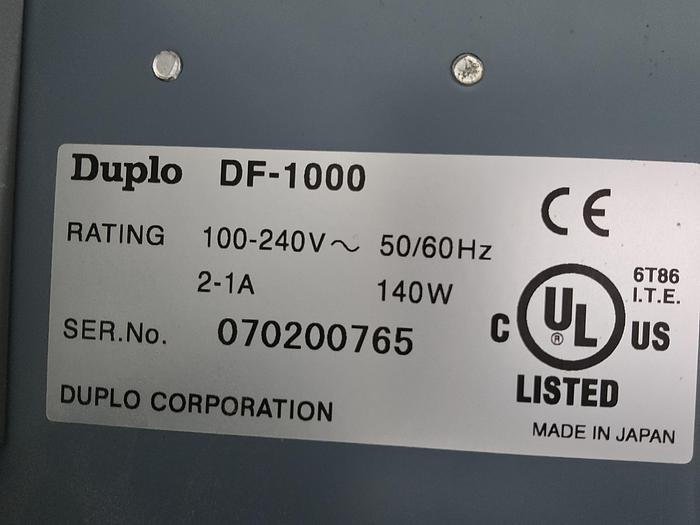 Duplo DF-1000
CE
RATING 100-240V～ 50/60Hz
2-1A 140W
6T86
I.T.E.
SER.No. 070200765
C UL® US
LISTED
DUPLO CORPORATION
MADE IN JAPAN